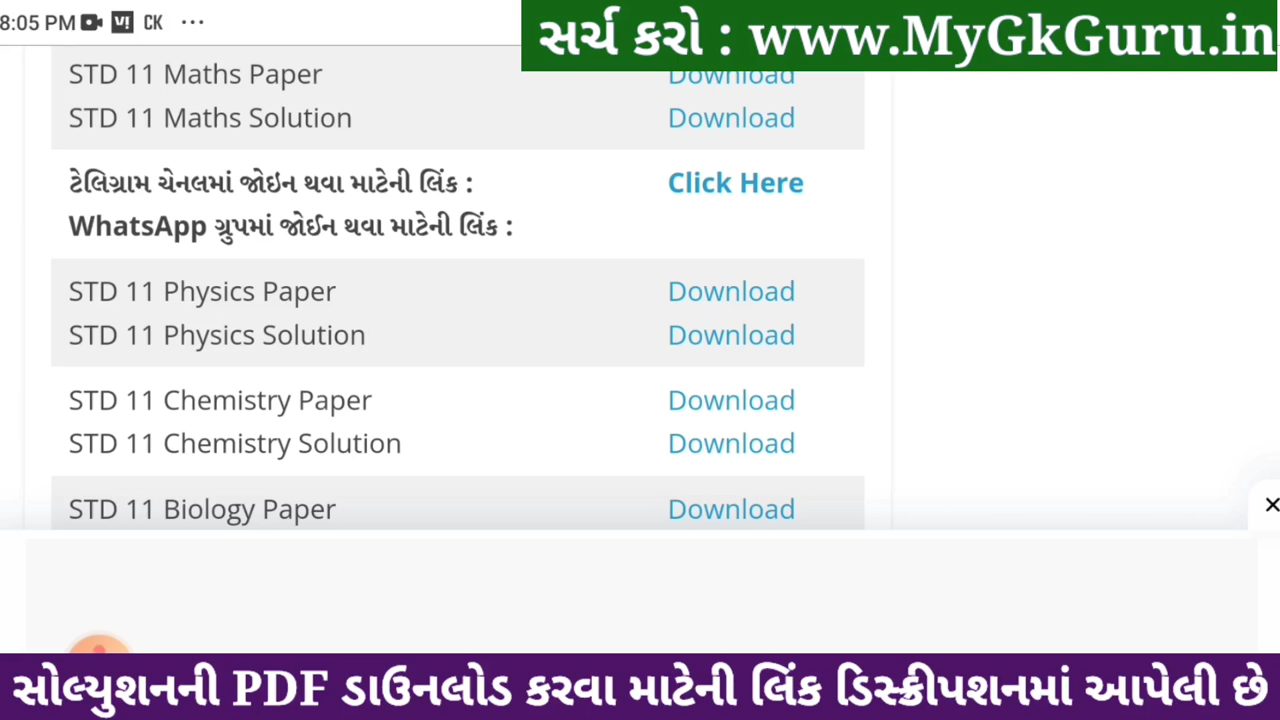 8:05 PM V! CK ...
સર્ચ કરો : www.MyGkGuru.in
STD 11 Maths Paper Download
STD 11 Maths Solution Download
ટેલિગ્રામ ચેનલમાં જોઇન થવા માટેની લિંક : Click Here
WhatsApp ગ્રુપમાં જોઈન થવા માટેની લિંક :
STD 11 Physics Paper Download
STD 11 Physics Solution Download
STD 11 Chemistry Paper Download
STD 11 Chemistry Solution Download
STD 11 Biology Paper Download
સોલ્યુશનની PDF ડાઉનલોડ કરવા માટેની લિંક ડિસ્ક્રીપશનમાં આપેલી છે